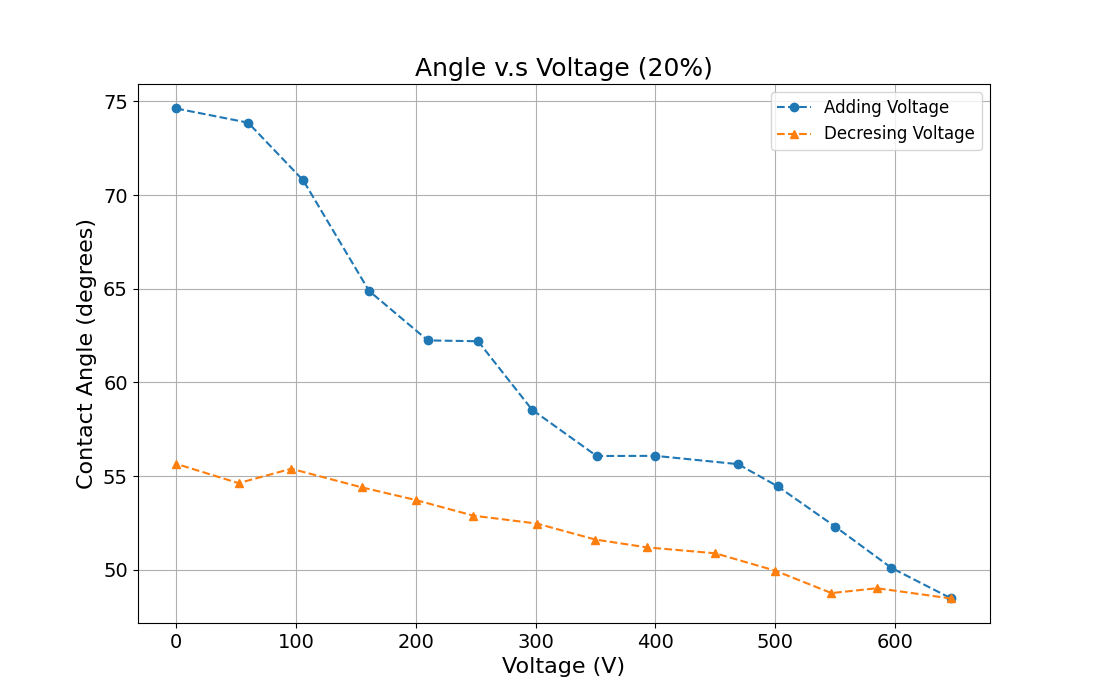 Angle v.s Voltage (20%)
Adding Voltage
Decresing Voltage
Contact Angle (degrees)
75
70
65
60
55
50
0 100 200 300 400 500 600
Voltage (V)